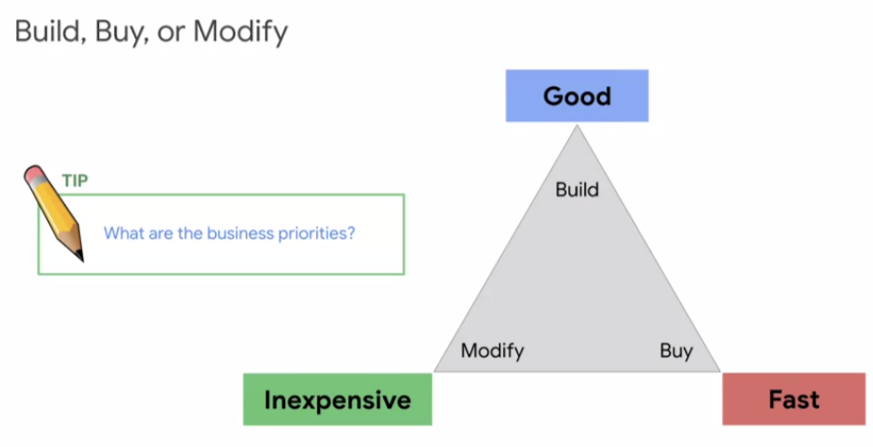 Build, Buy, or Modify
Good
TIP
Build
What are the business priorities?
Modify
Buy
Inexpensive
Fast